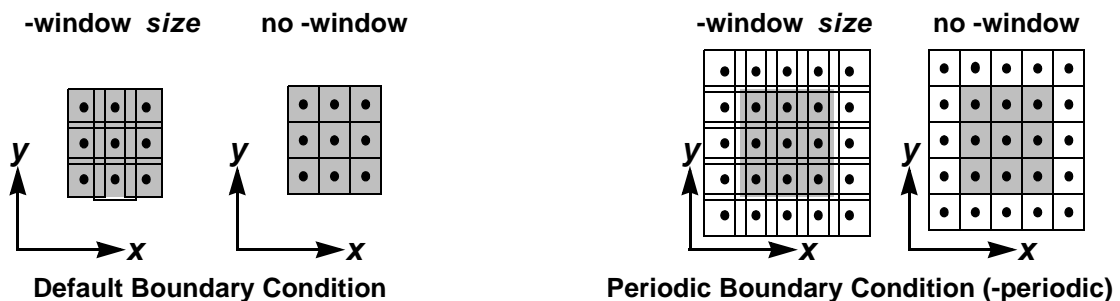 -window size
no -window
-window size
no -window
y
x
y
x
y
x
y
x
Default Boundary Condition
Periodic Boundary Condition (-periodic)